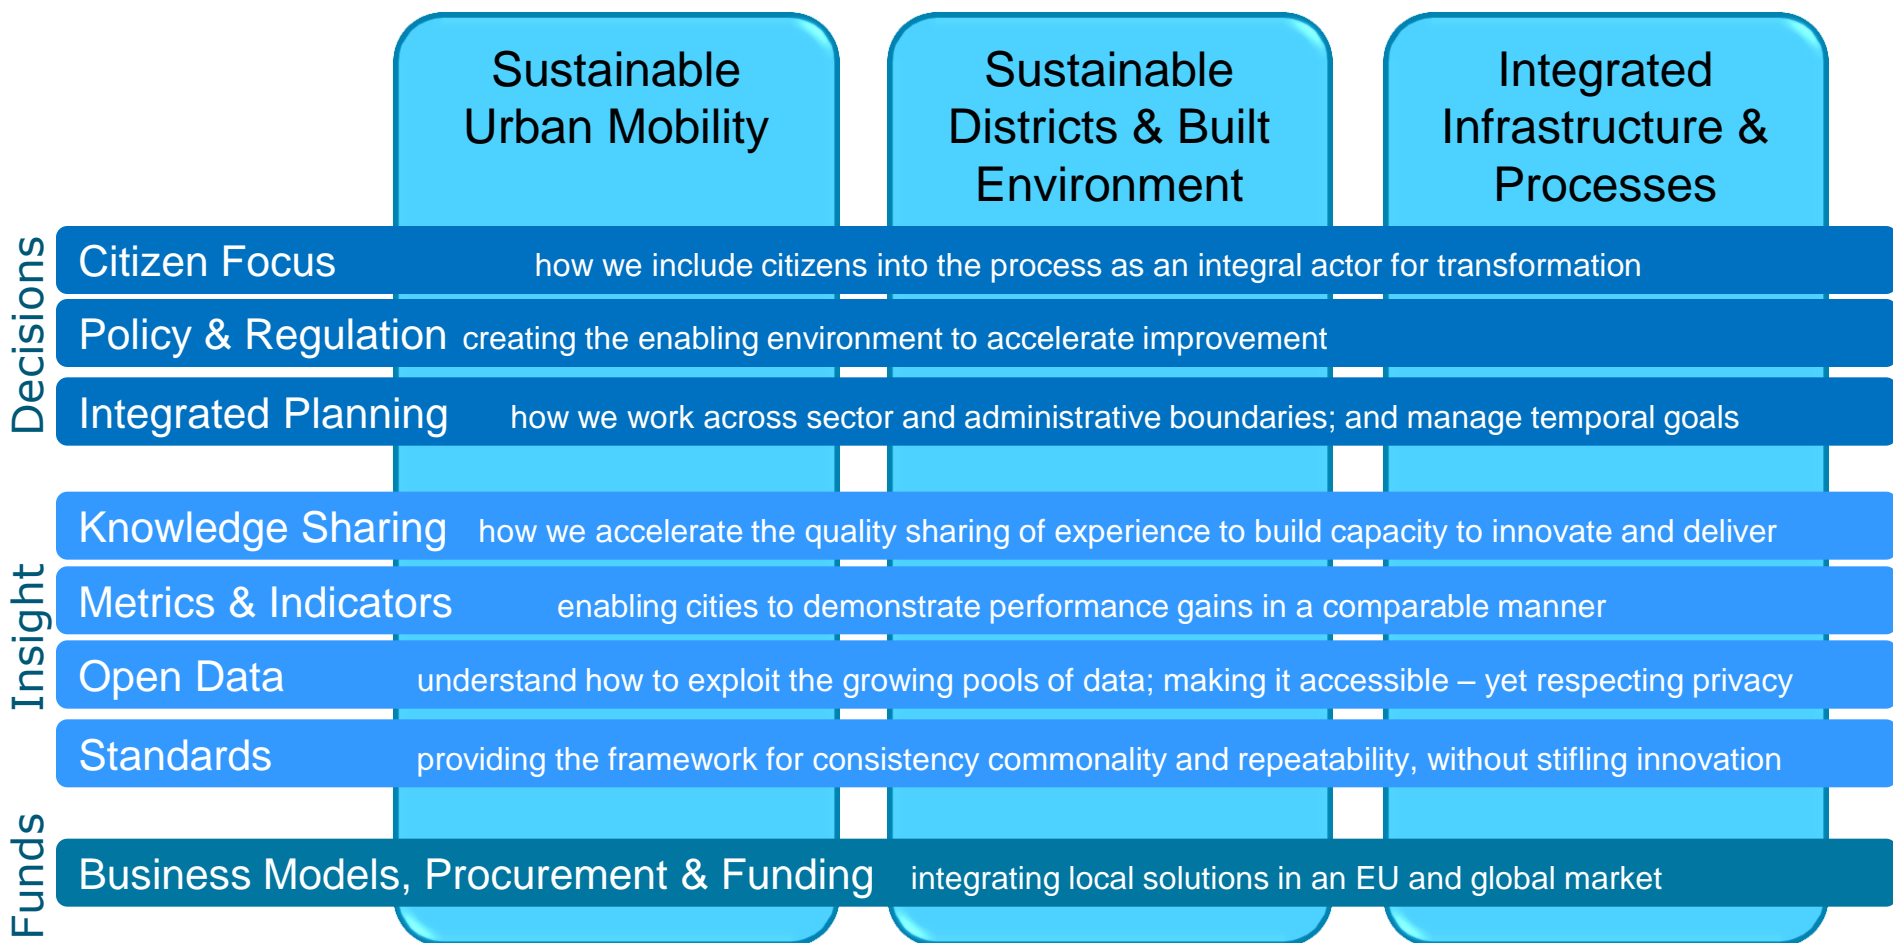 Sustainable
Urban Mobility
Sustainable
Districts & Built
Environment
Integrated
Infrastructure &
Processes
Decisions
Citizen Focus how we include citizens into the process as an integral actor for transformation
Policy & Regulation creating the enabling environment to accelerate improvement
Integrated Planning how we work across sector and administrative boundaries; and manage temporal goals
Insight
Knowledge Sharing how we accelerate the quality sharing of experience to build capacity to innovate and deliver
Metrics & Indicators enabling cities to demonstrate performance gains in a comparable manner
Open Data understand how to exploit the growing pools of data; making it accessible – yet respecting privacy
Standards providing the framework for consistency commonality and repeatability, without stifling innovation
Funds
Business Models, Procurement & Funding integrating local solutions in an EU and global market